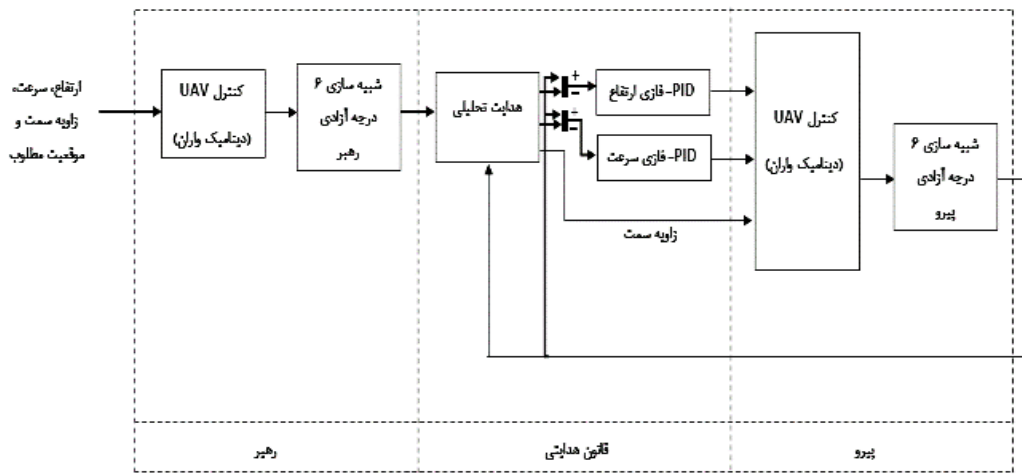 ارتفاع، سرعت،
زاویه سمت و
موقعیت مطلوب
کنترل UAV
(دینامیک واران)
شبیه سازی ۶
درجه آزادی
رهبر
هدایت تحلیلی
+
−
+
−
PID-فازی ارتفاع
PID-فازی سرعت
زاویه سمت
کنترل UAV
(دینامیک واران)
شبیه سازی ۶
درجه آزادی
پیرو
رهبر
قانون هدایتی
پیرو